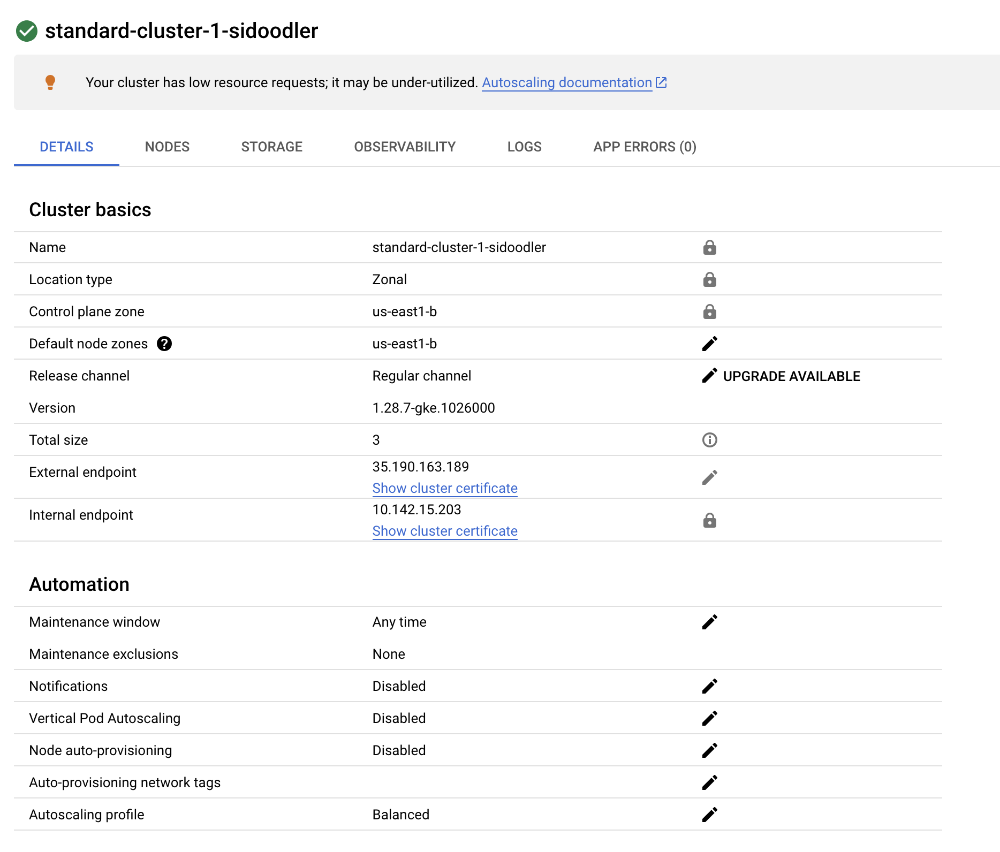 standard-cluster-1-sidoodler
Your cluster has low resource requests; it may be under-utilized. Autoscaling documentation
DETAILS NODES STORAGE OBSERVABILITY LOGS APP ERRORS (0)
Cluster basics
Name standard-cluster-1-sidoodler
Location type Zonal
Control plane zone us-east1-b
Default node zones ? us-east1-b
Release channel Regular channel UPGRADE AVAILABLE
Version 1.28.7-gke.1026000
Total size 3
External endpoint 35.190.163.189
Show cluster certificate
Internal endpoint 10.142.15.203
Show cluster certificate
Automation
Maintenance window Any time
Maintenance exclusions None
Notifications Disabled
Vertical Pod Autoscaling Disabled
Node auto-provisioning Disabled
Auto-provisioning network tags
Autoscaling profile Balanced